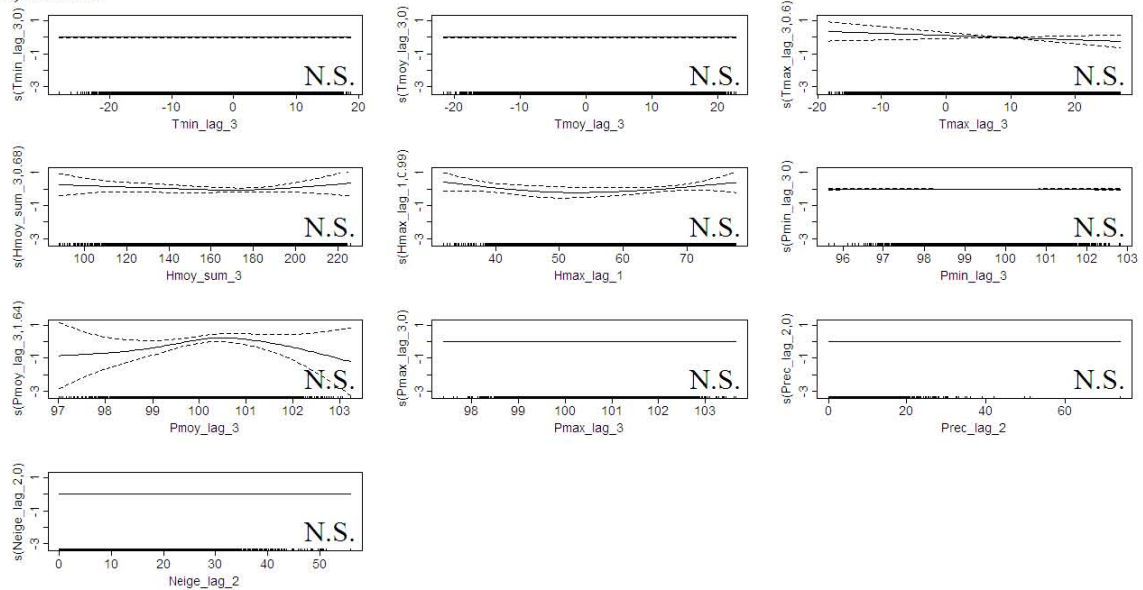 s(Tmin_lag_3,0)
1
-1
-3
N.S.
-20 -10 0 10 20
Tmin_lag_3
s(Tmoy_lag_3,0)
1
-1
-3
N.S.
-20 -10 0 10 20
Tmoy_lag_3
s(Tmax_lag_3,0.6)
1
-1
-3
N.S.
-20 -10 0 10 20
Tmax_lag_3
s(Hmoy_sum_3,0.68)
1
-1
-3
N.S.
100 120 140 160 180 200 220
Hmoy_sum_3
s(Hmax_lag_1,0.99)
1
-1
-3
N.S.
40 50 60 70
Hmax_lag_1
s(Pmin_lag_3,0)
1
-1
-3
N.S.
96 97 98 99 100 101 102 103
Pmin_lag_3
s(Pmoy_lag_3,1.64)
1
-1
-3
N.S.
97 98 99 100 101 102 103
Pmoy_lag_3
s(Pmax_lag_3,0)
1
-1
-3
N.S.
98 99 100 101 102 103
Pmax_lag_3
s(Prec_lag_2,0)
1
-1
-3
N.S.
0 20 40 60
Prec_lag_2
s(Neige_lag_2,0)
1
-1
-3
N.S.
0 10 20 30 40 50
Neige_lag_2